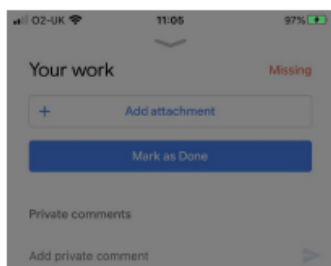 O2-UK 11:05 97%
Your work Missing
+ Add attachment
Mark as Done
Private comments
Add private comment